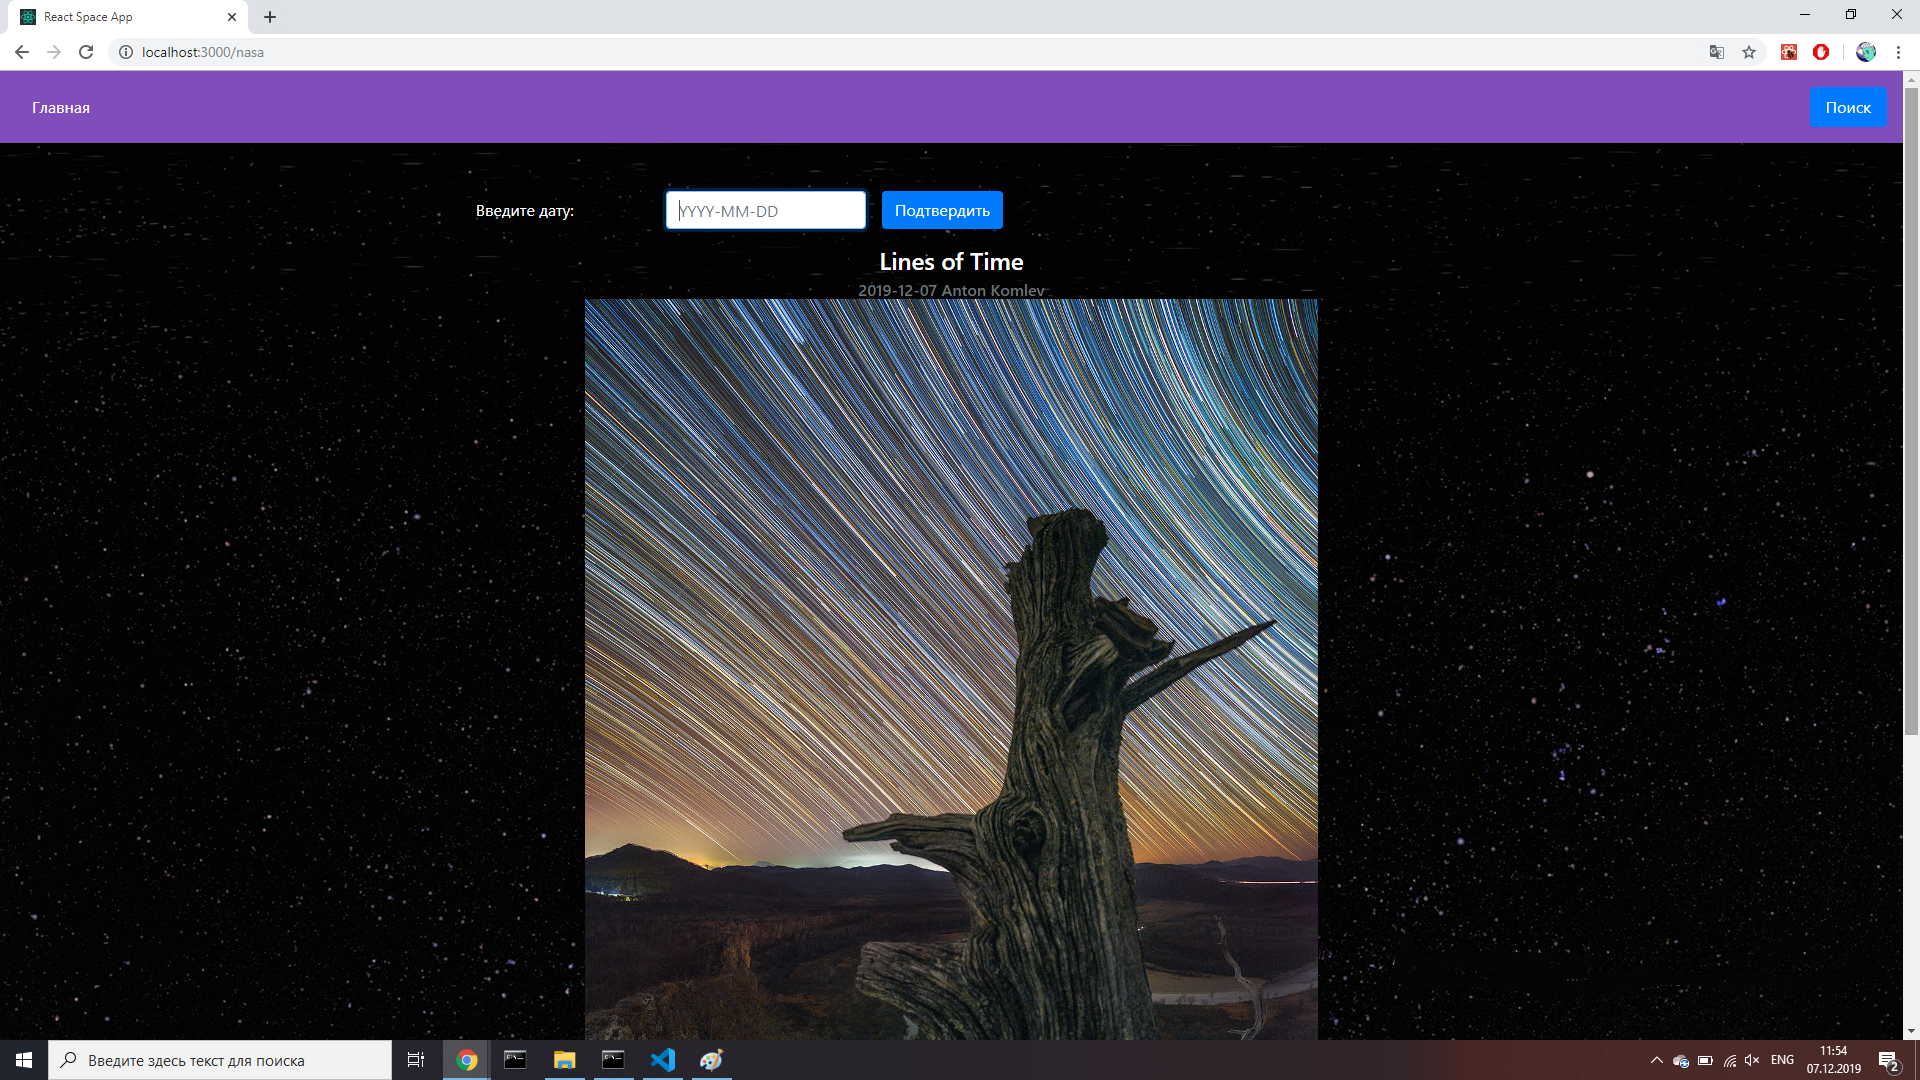 React Space App
localhost:3000/nasa
Главная
Поиск
Введите дату:
YYYY-MM-DD
Подтвердить
Lines of Time
2019-12-07 Anton Komlev
Введите здесь текст для поиска
ENG
11:54
07.12.2019
2